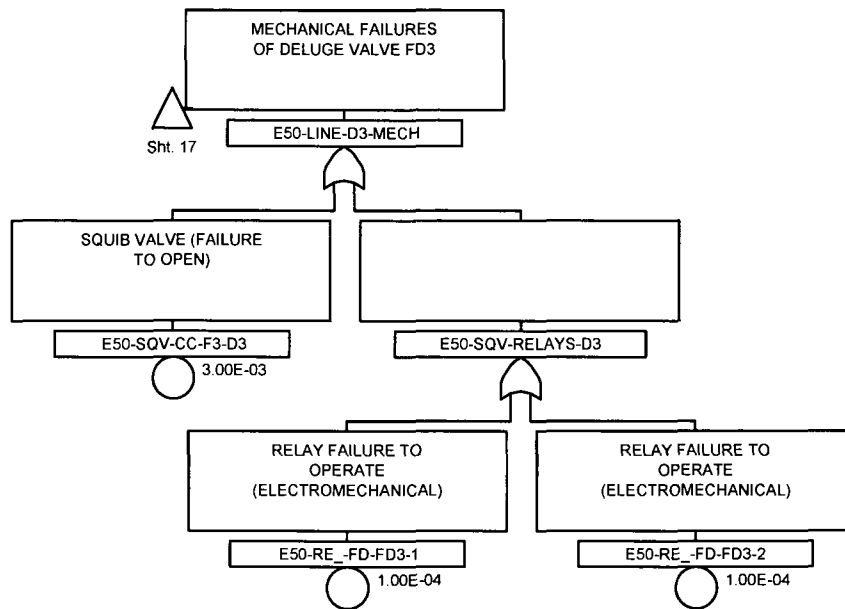 MECHANICAL FAILURES
OF DELUGE VALVE FD3
Sht. 17
E50-LINE-D3-MECH
SQUIB VALVE (FAILURE
TO OPEN)
E50-SQV-CC-F3-D3
3.00E-03
E50-SQV-RELAYS-D3
RELAY FAILURE TO
OPERATE
(ELECTROMECHANICAL)
RELAY FAILURE TO
OPERATE
(ELECTROMECHANICAL)
E50-RE_-FD-FD3-1
1.00E-04
E50-RE_-FD-FD3-2
1.00E-04